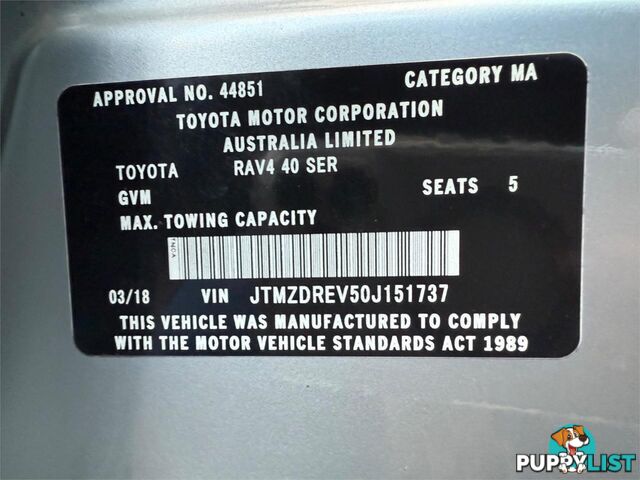 APPROVAL NO. 44851 CATEGORY MA
TOYOTA MOTOR CORPORATION
AUSTRALIA LIMITED
TOYOTA RAV4 40 SER
GVM SEATS 5
MAX. TOWING CAPACITY
03/18 VIN JTMZDREV50J151737
THIS VEHICLE WAS MANUFACTURED TO COMPLY
WITH THE MOTOR VEHICLE STANDARDS ACT 1989
PUPPYLIST